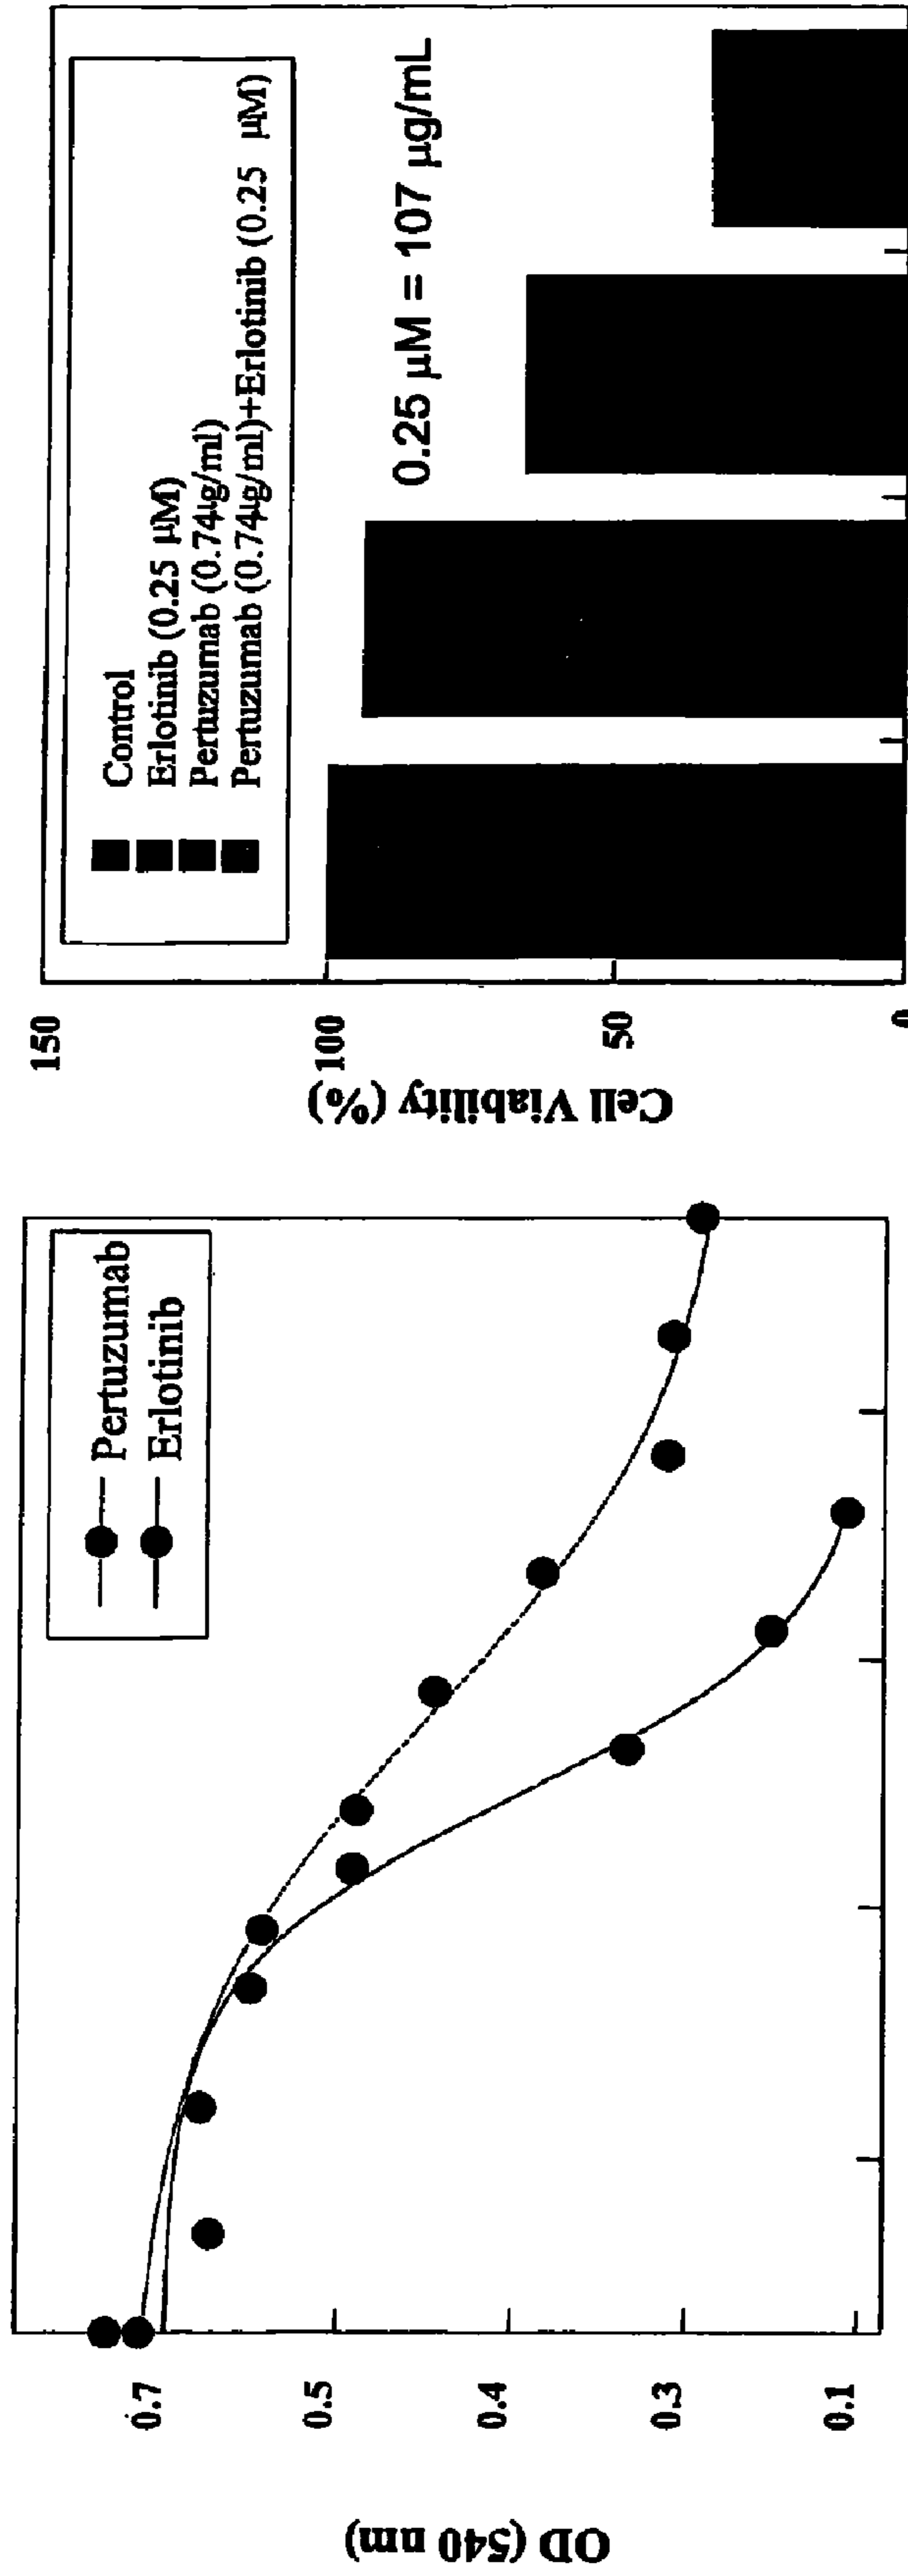 OD (540 nm)
0.7
0.5
0.4
0.3
0.1
Pertuzumab
Erlotinib
Cell Viability (%)
150
100
50
0
Control
Erlotinib (0.25 µM)
Pertuzumab (0.74µg/ml)
Pertuzumab (0.74µg/ml)+Erlotinib (0.25 µM)
0.25 µM = 107 µg/mL